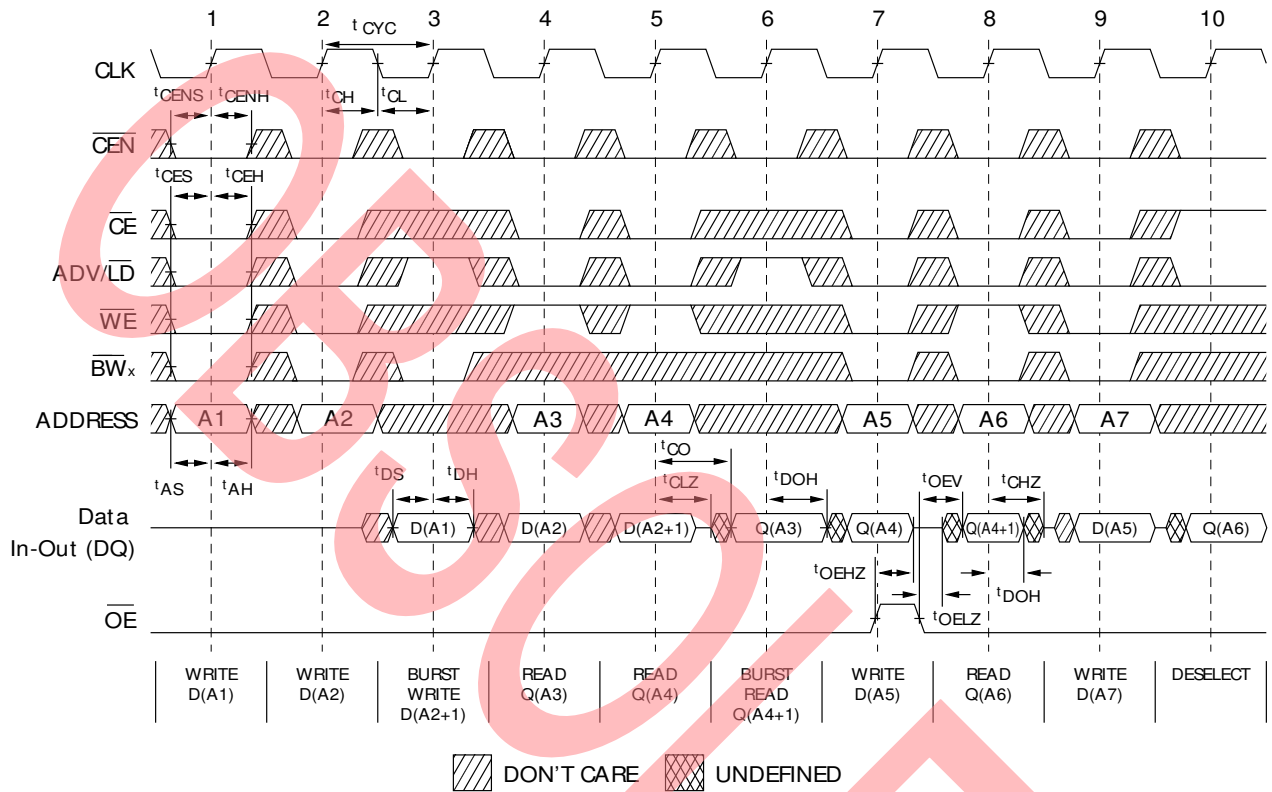 1 2 3 4 5 6 7 8 9 10
tCYC
CLK
tCENS tCENH tCH tCL
CEN
tCES tCEH
CE
ADV/LD
WE
BWx
ADDRESS A1 A2 A3 A4 A5 A6 A7
tCO
tAS tAH tDS tDH tCLZ tDOH tOEV tCHZ
Data
In-Out (DQ)
D(A1) D(A2) D(A2+1) Q(A3) Q(A4) Q(A4+1) D(A5) Q(A6)
tOEHZ tDOH
tOELZ
OE
WRITE
D(A1)
WRITE
D(A2)
BURST
WRITE
D(A2+1)
READ
Q(A3)
READ
Q(A4)
BURST
READ
Q(A4+1)
WRITE
D(A5)
READ
Q(A6)
WRITE
D(A7)
DESELECT
DON'T CARE UNDEFINED